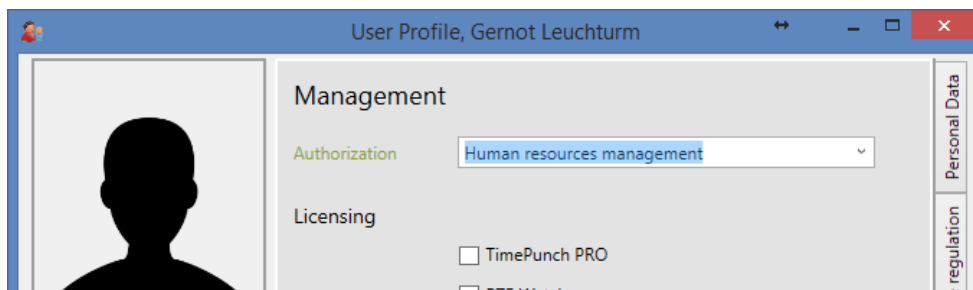 User Profile, Gernot Leuchturm
Management
Authorization
Human resources management
Licensing
TimePunch PRO
Personal Data
regulation